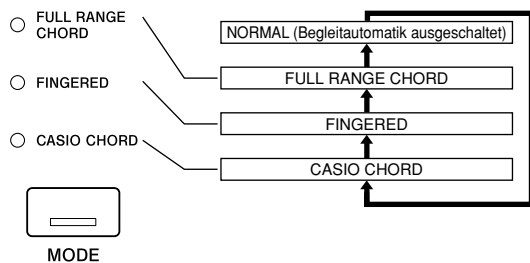 FULL RANGE
CHORD
FINGERED
CASIO CHORD
MODE
NORMAL (Begleitautomatik ausgeschaltet)
FULL RANGE CHORD
FINGERED
CASIO CHORD